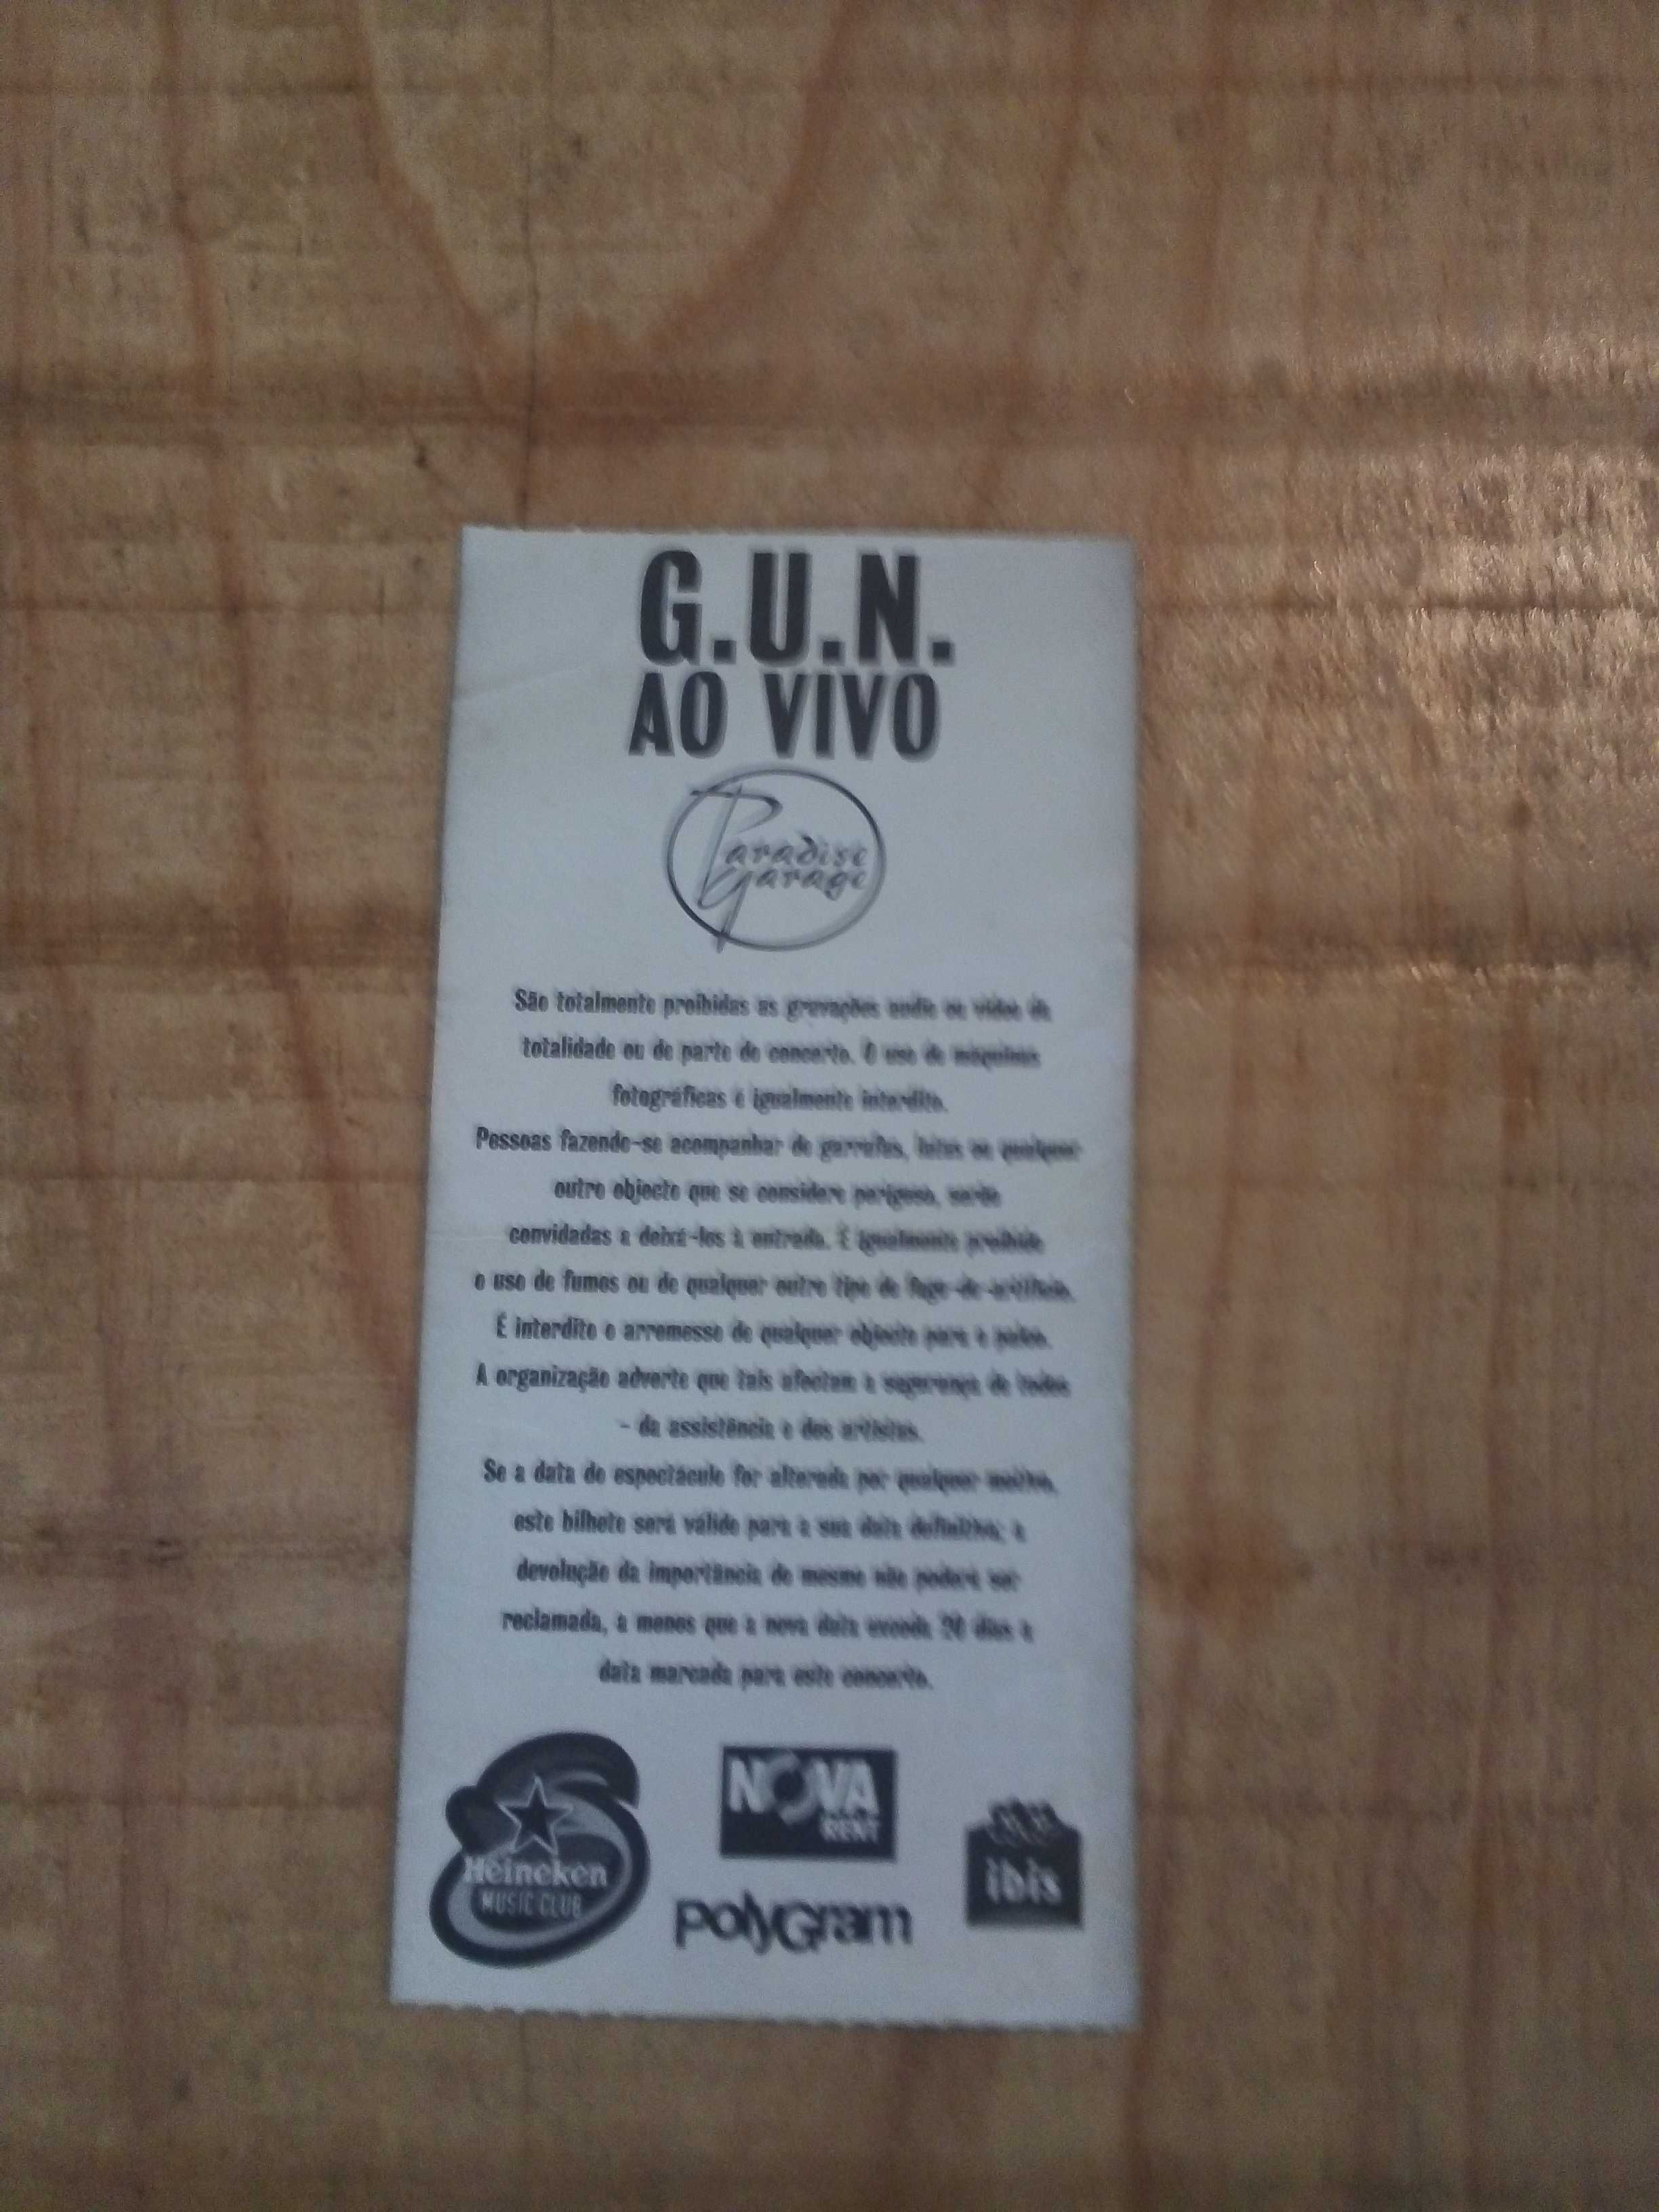 G.U.N.
AO VIVO
Paradise
Garage
São totalmente proibidas as gravações audio ou video da
totalidade ou de parte do concerto. O uso de máquinas
fotográficas é igualmente interdito.
Pessoas fazendo-se acompanhar de garrafas, latas ou qualquer
outro objecto que se considere perigoso, serão
convidadas a deixá-los à entrada. É igualmente proibido
o uso de fumos ou de qualquer outro tipo de fogo-de-artifício.
É interdito o arremesso de qualquer objecto para o palco.
A organização adverte que tais afectam a segurança de todos
- da assistência e dos artistas.
Se a data do espectáculo for alterada por qualquer motivo,
este bilhete será válido para a sua data definitiva; a
devolução da importância do mesmo não poderá ser
reclamada, a menos que a nova data exceda dias a
data marcada para este concerto.
Heineken
MUSIC CLUB
NOVA
RENT
PolyGram
ibis